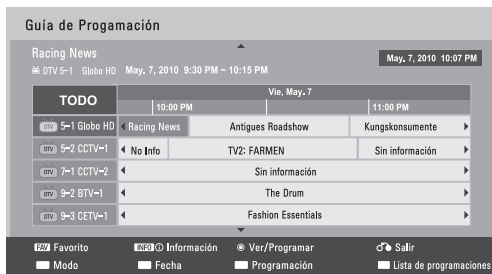 Guía de Progamación
Racing News
DTV 5-1 Globo HD May. 7, 2010 9:30 PM ~ 10:15 PM
May. 7, 2010 10:07 PM
TODO
Vie, May. 7
10:00 PM 11:00 PM
DTV 5-1 Globo HD Racing News Antigues Roadshow Kungskonsumente
DTV 5-2 CCTV-1 No Info TV2: FARMEN Sin información
DTV 7-1 CCTV-2 Sin información
DTV 9-2 BTV-1 The Drum
DTV 9-3 CETV-1 Fashion Essentials
FAV Favorito INFO Información Ver/Programar Salir
Modo Fecha Programación Lista de programaciones